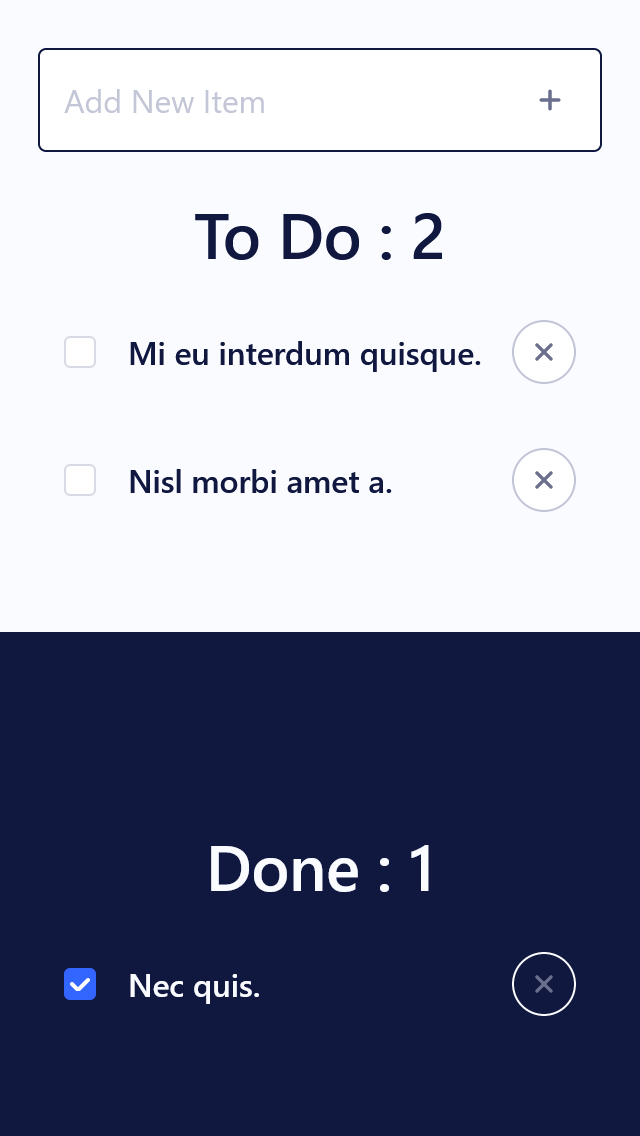 Add New Item
To Do : 2
Mi eu interdum quisque.
Nisl morbi amet a.
Done : 1
Nec quis.